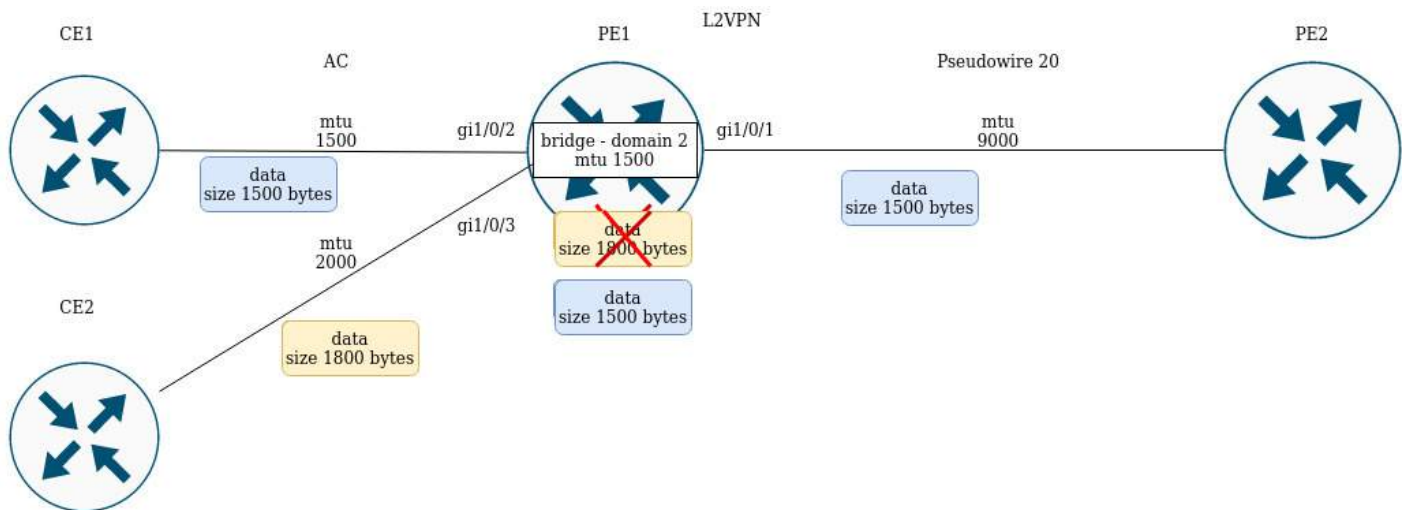 L2VPN
CE1
PE1
PE2
AC
Pseudowire 20
mtu
1500
gi1/0/2
bridge - domain 2
mtu 1500
gi1/0/1
mtu
9000
data
size 1500 bytes
data
size 1500 bytes
gi1/0/3
data
size 1800 bytes
mtu
2000
data
size 1500 bytes
CE2
data
size 1800 bytes